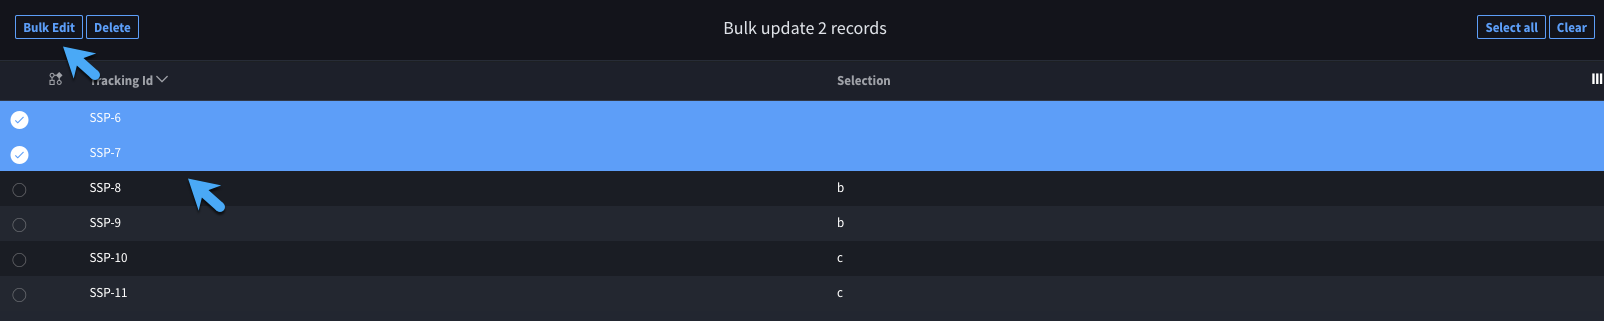 Bulk Edit Delete Bulk update 2 records Select all Clear
Tracking Id Selection
SSP-6
SSP-7
SSP-8 b
SSP-9 b
SSP-10 c
SSP-11 c